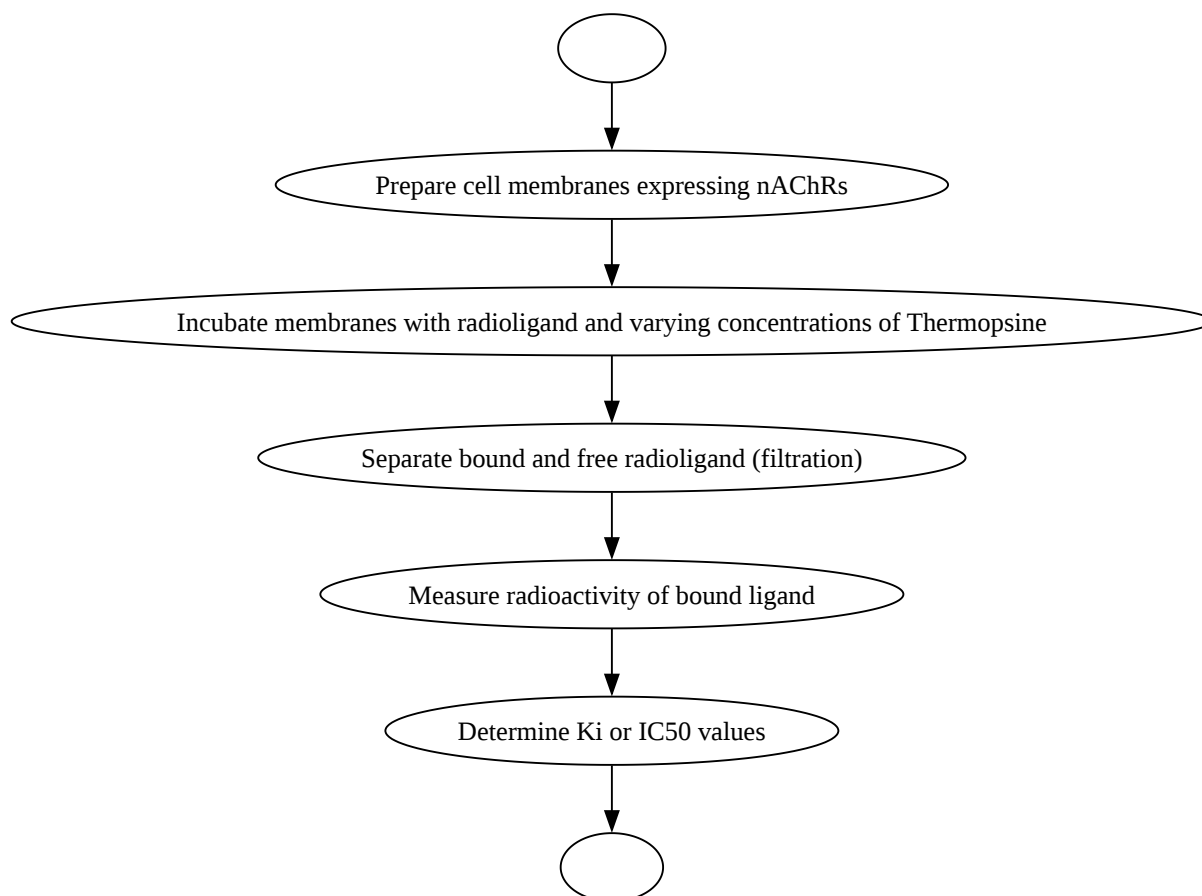 Prepare cell membranes expressing nAChRs
Incubate membranes with radioligand and varying concentrations of Thermopsine
Separate bound and free radioligand (filtration)
Measure radioactivity of bound ligand
Determine Ki or IC50 values